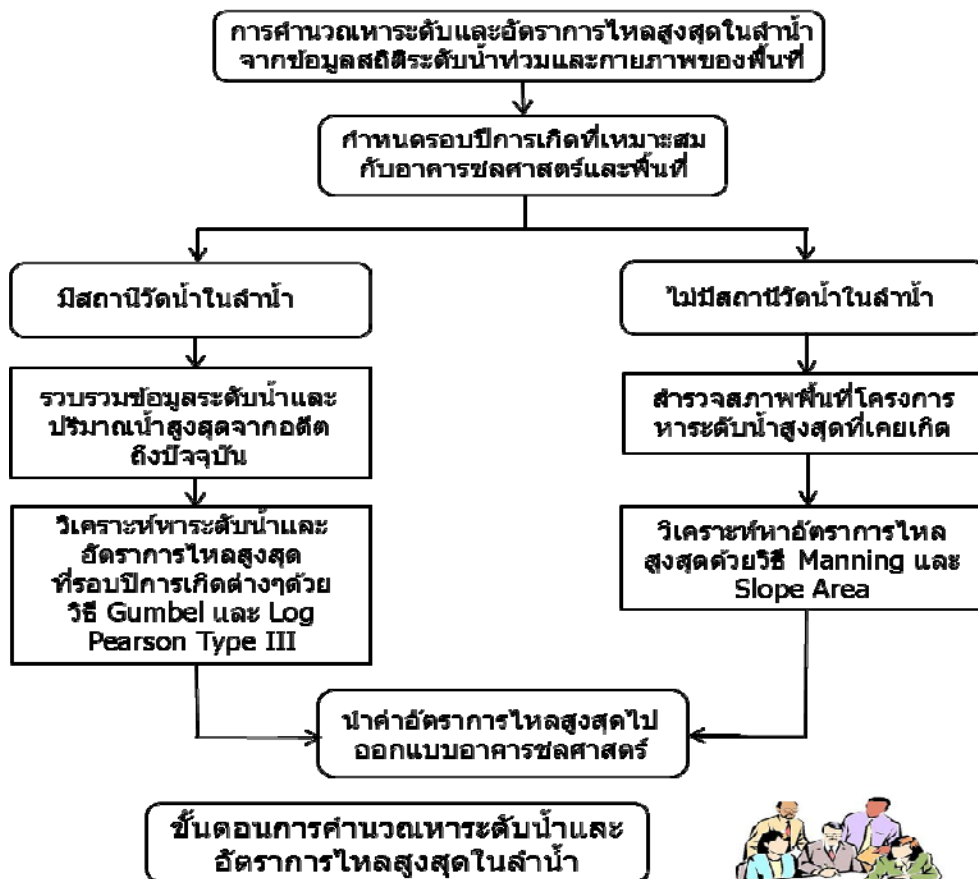 การคำนวณหาระดับและอัตราการไหลสูงสุดในลำน้ำ
จากข้อมูลสถิติระดับน้ำท่วมและกายภาพของพื้นที่
กำหนดรอบปีการเกิดที่เหมาะสม
กับอาคารชลศาสตร์และพื้นที่
มีสถานีวัดน้ำในลำน้ำ
ไม่มีสถานีวัดน้ำในลำน้ำ
รวบรวมข้อมูลระดับน้ำและ
ปริมาณน้ำสูงสุดจากอดีต
ถึงปัจจุบัน
สำรวจสภาพพื้นที่โครงการ
หาระดับน้ำสูงสุดที่เคยเกิด
วิเคราะห์หาระดับน้ำและ
อัตราการไหลสูงสุด
ที่รอบปีการเกิดต่างๆด้วย
วิธี Gumbel และ Log
Pearson Type III
วิเคราะห์หาอัตราการไหล
สูงสุดด้วยวิธี Manning และ
Slope Area
นำค่าอัตราการไหลสูงสุดไป
ออกแบบอาคารชลศาสตร์
ขั้นตอนการคำนวณหาระดับน้ำและ
อัตราการไหลสูงสุดในลำน้ำ